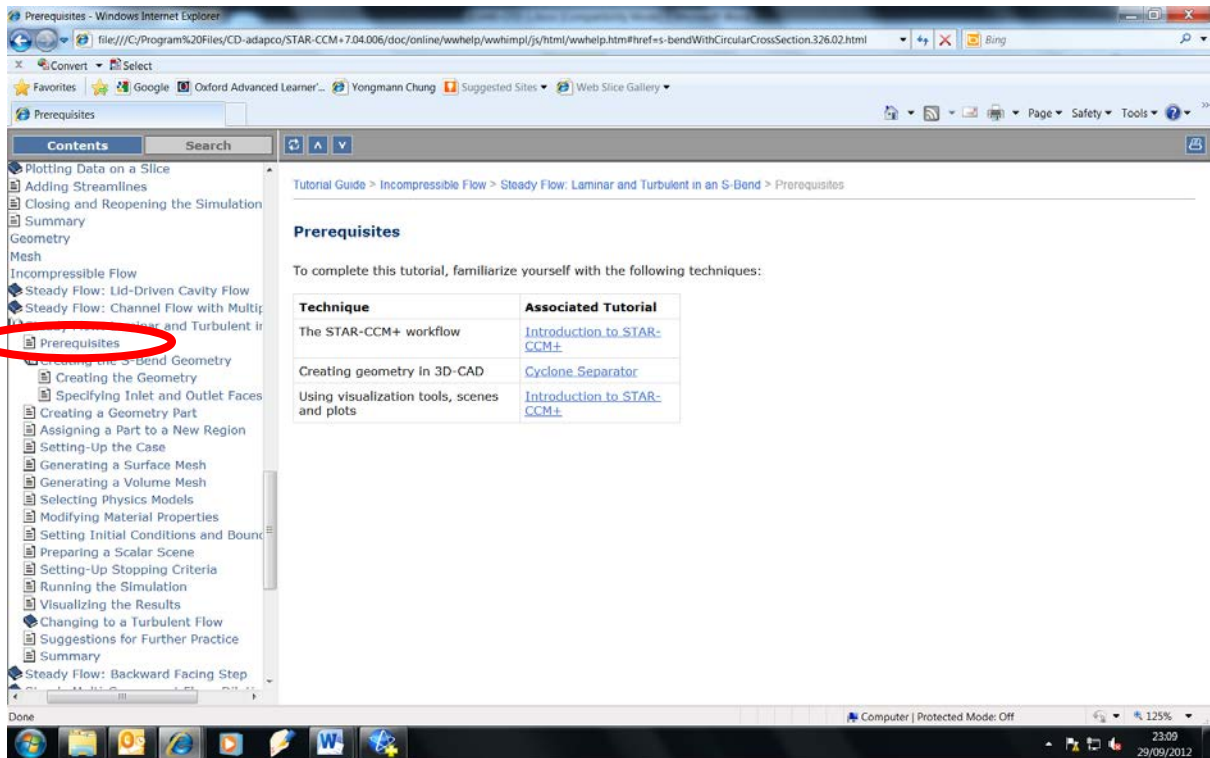 Prerequisites - Windows Internet Explorer
file:///C:/Program%20Files/CD-adapco/STAR-CCM+7.04.006/doc/online/wwhelp/wwhimpl/js/html/wwhelp.htm#href=s-bendWithCircularCrossSection.326.02.html
Bing
x Convert Select
Favorites Google Oxford Advanced Learner'... Yongmann Chung Suggested Sites Web Slice Gallery
Prerequisites
Page Safety Tools
Contents Search
Plotting Data on a Slice
Adding Streamlines
Closing and Reopening the Simulation
Summary
Geometry
Mesh
Incompressible Flow
Steady Flow: Lid-Driven Cavity Flow
Steady Flow: Channel Flow with Multip
and Turbulent in
Prerequisites
Creating the S-Bend Geometry
Creating the Geometry
Specifying Inlet and Outlet Faces
Creating a Geometry Part
Assigning a Part to a New Region
Setting-Up the Case
Generating a Surface Mesh
Generating a Volume Mesh
Selecting Physics Models
Modifying Material Properties
Setting Initial Conditions and Bound
Preparing a Scalar Scene
Setting-Up Stopping Criteria
Running the Simulation
Visualizing the Results
Changing to a Turbulent Flow
Suggestions for Further Practice
Summary
Steady Flow: Backward Facing Step
Tutorial Guide > Incompressible Flow > Steady Flow: Laminar and Turbulent in an S-Bend > Prerequisites
Prerequisites
To complete this tutorial, familiarize yourself with the following techniques:
Technique Associated Tutorial
The STAR-CCM+ workflow Introduction to STAR-
CCM+
Creating geometry in 3D-CAD Cyclone Separator
Using visualization tools, scenes Introduction to STAR-
and plots CCM+
Done
Computer | Protected Mode: Off
125%
23:09
29/09/2012